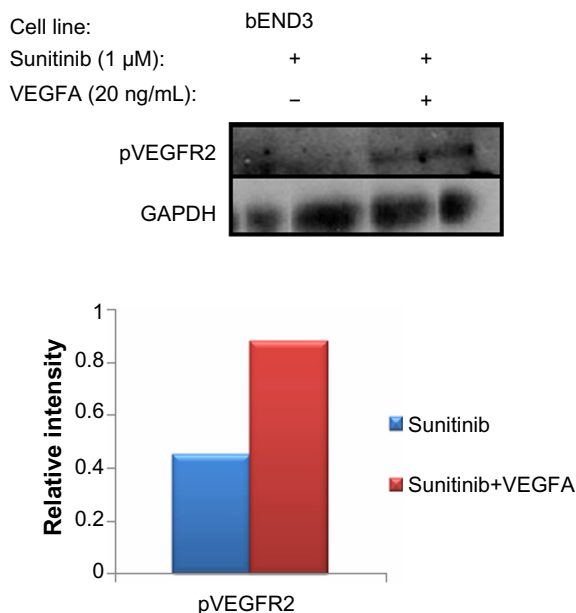 Cell line: bEND3
Sunitinib (1 µM): + +
VEGFA (20 ng/mL): – +
pVEGFR2
GAPDH
1
0.8
0.6
0.4
0.2
0
Relative intensity
pVEGFR2
Sunitinib
Sunitinib+VEGFA